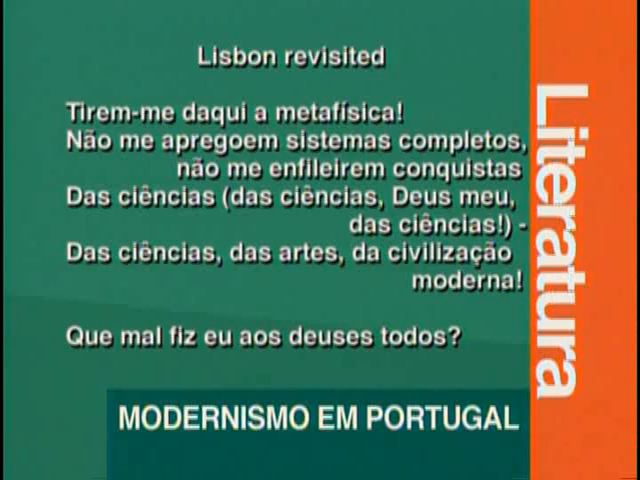 Lisbon revisited
Tirem-me daqui a metafísica!
Não me apregoem sistemas completos,
não me enfileirem conquistas
Das ciências (das ciências, Deus meu,
das ciências!) -
Das ciências, das artes, da civilização
moderna!
Que mal fiz eu aos deuses todos?
MODERNISMO EM PORTUGAL
Literatura